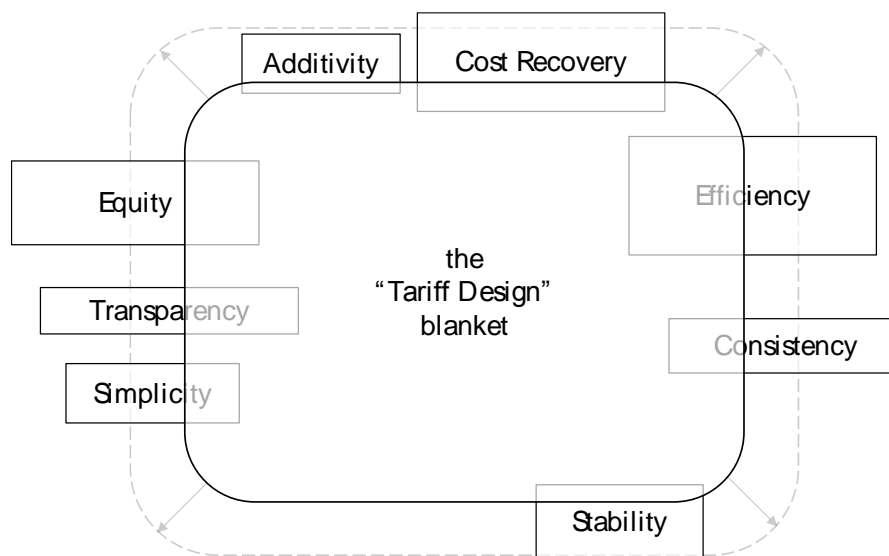 Additivity
Cost Recovery
Equity
Efficiency
the
“Tariff Design”
blanket
Transparency
Consistency
Simplicity
Stability